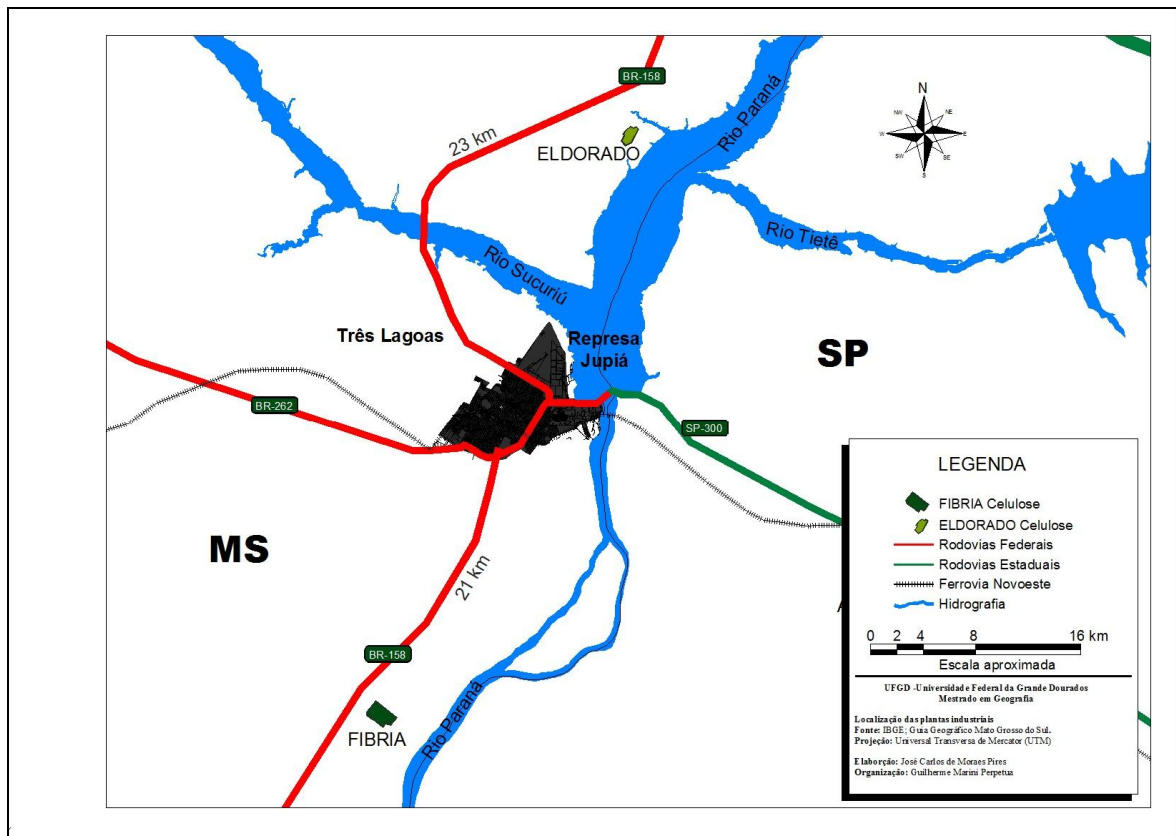 BR-158
Rio Paraná
N
NW
NE
W
E
SW
SE
S
23 km
ELDORADO
Rio Tietê
Rio Sucuriú
Três Lagoas
Represa
Jupiá
SP
BR-262
SP-300
MS
21 km
BR-158
FIBRIA
Rio Paraná
LEGENDA
FIBRIA Celulose
ELDORADO Celulose
Rodovias Federais
Rodovias Estaduais
Ferrovia Novoeste
Hidrografia
0 2 4 8 16 km
Escala aproximada
UFGD -Universidade Federal da Grande Dourados
Mestrado em Geografia
Localização das plantas industriais
Fonte: IBGE; Guia Geográfico Mato Grosso do Sul.
Projeção: Universal Transversa de Mercator (UTM)
Elaborção: José Carlos de Moraes Pires
Organização: Guilherme Marini Perpetua